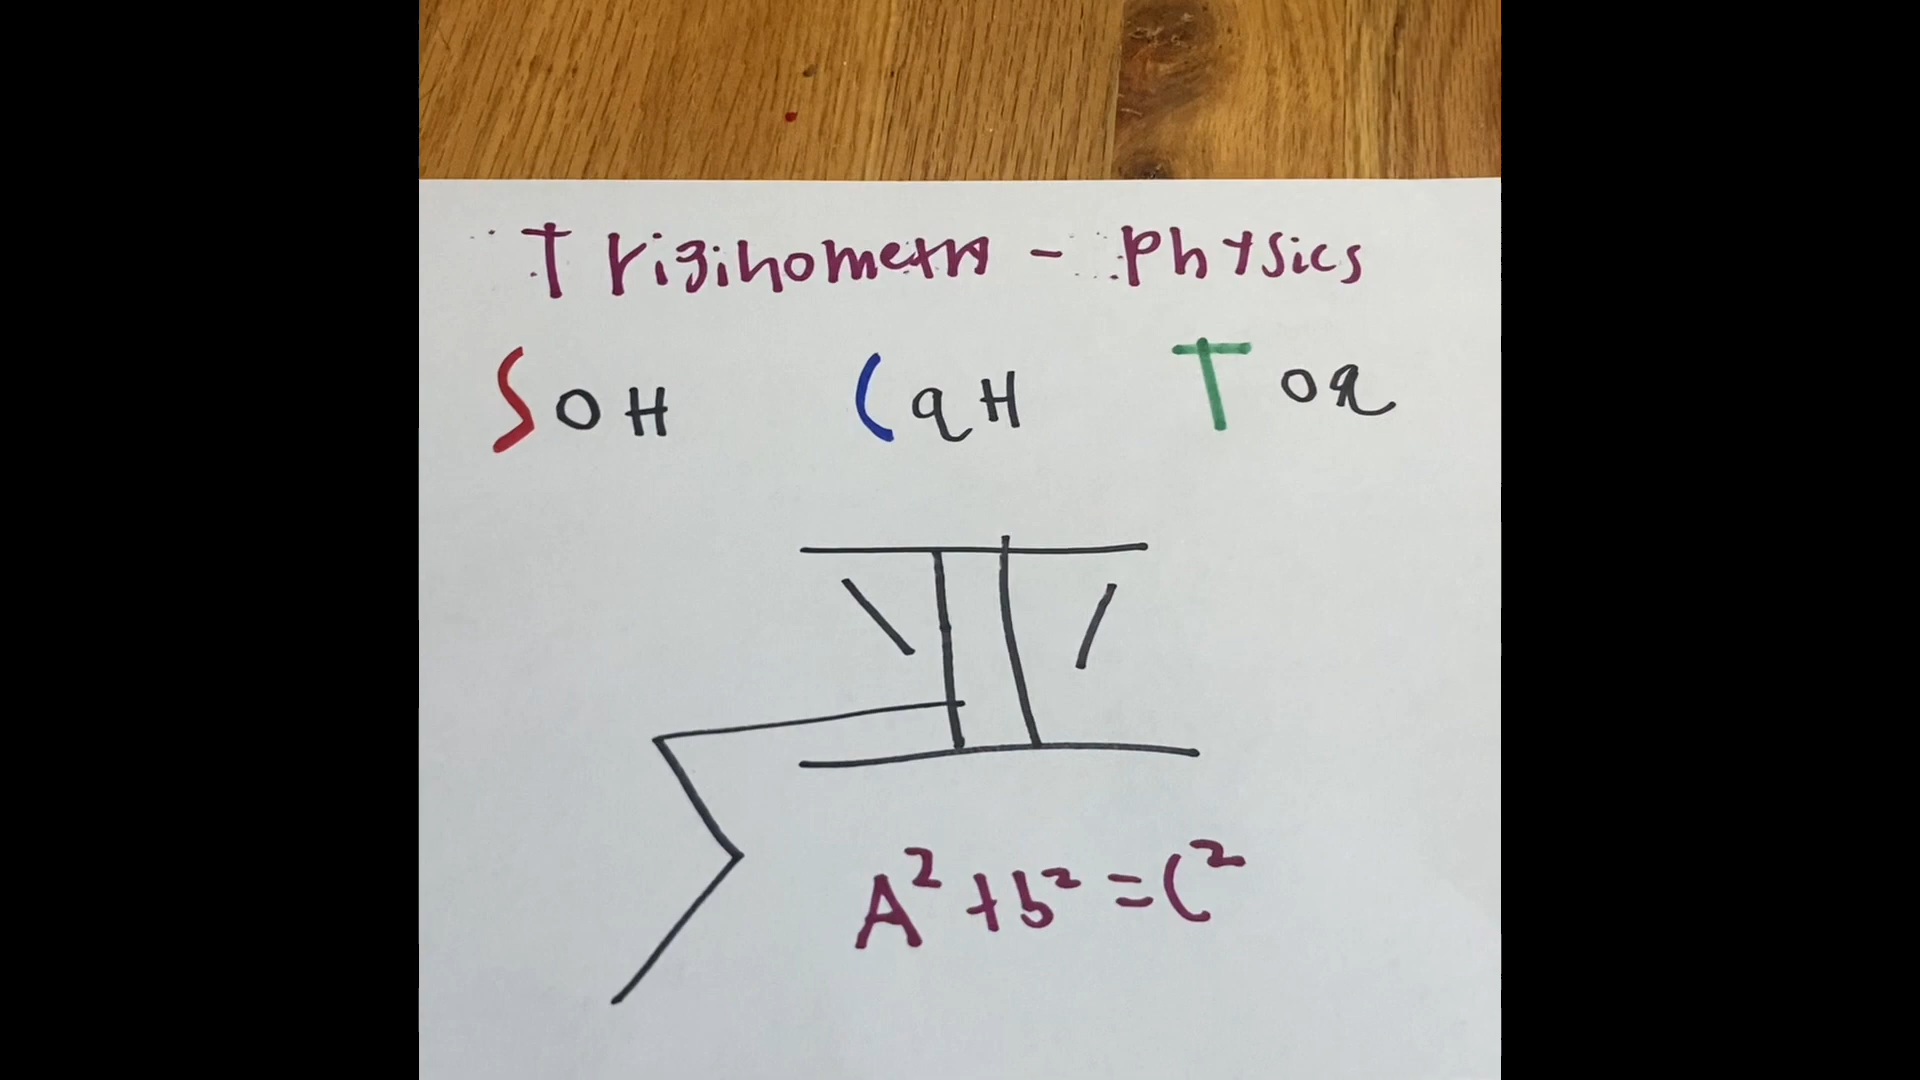 Trigihometry - Physics
SOH CaH Toa
A² + b² = C²